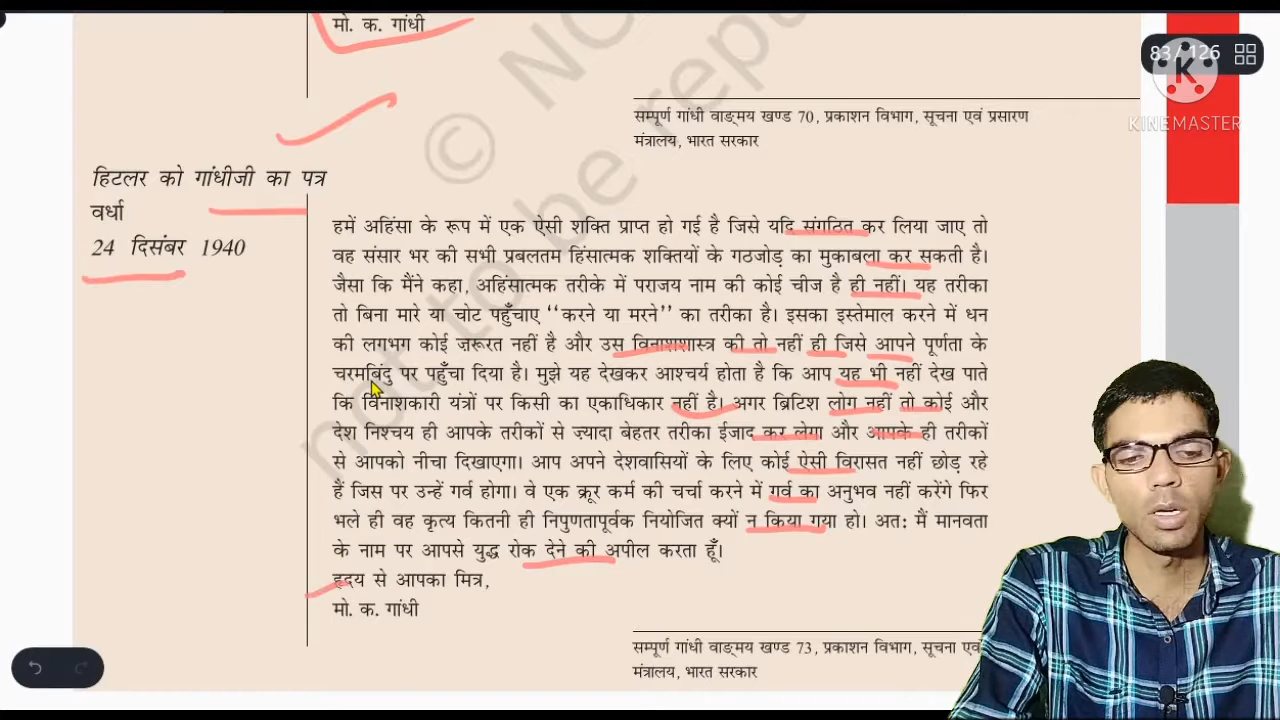 मो. क. गांधी
83 / 126
K
KINEMASTER
© NC
not to be repu
सम्पूर्ण गांधी वाङ्मय खण्ड 70, प्रकाशन विभाग, सूचना एवं प्रसारण
मंत्रालय, भारत सरकार
हिटलर को गांधीजी का पत्र
वर्धा
24 दिसंबर 1940
हमें अहिंसा के रूप में एक ऐसी शक्ति प्राप्त हो गई है जिसे यदि संगठित कर लिया जाए तो
वह संसार भर की सभी प्रबलतम हिंसात्मक शक्तियों के गठजोड़ का मुकाबला कर सकती है।
जैसा कि मैंने कहा, अहिंसात्मक तरीके में पराजय नाम की कोई चीज है ही नहीं। यह तरीका
तो बिना मारे या चोट पहुँचाए ‘‘करने या मरने’’ का तरीका है। इसका इस्तेमाल करने में धन
की लगभग कोई ज़रूरत नहीं है और उस विनाशशास्त्र की तो नहीं ही जिसे आपने पूर्णता के
चरमबिंदु पर पहुँचा दिया है। मुझे यह देखकर आश्चर्य होता है कि आप यह भी नहीं देख पाते
कि विनाशकारी यंत्रों पर किसी का एकाधिकार नहीं है। अगर ब्रिटिश लोग नहीं तो कोई और
देश निश्चय ही आपके तरीकों से ज्यादा बेहतर तरीका ईजाद कर लेगा और आपके ही तरीकों
से आपको नीचा दिखाएगा। आप अपने देशवासियों के लिए कोई ऐसी विरासत नहीं छोड़ रहे
हैं जिस पर उन्हें गर्व होगा। वे एक क्रूर कर्म की चर्चा करने में गर्व का अनुभव नहीं करेंगे फिर
भले ही वह कृत्य कितनी ही निपुणतापूर्वक नियोजित क्यों न किया गया हो। अतः मैं मानवता
के नाम पर आपसे युद्ध रोक देने की अपील करता हूँ।
हृदय से आपका मित्र,
मो. क. गांधी
सम्पूर्ण गांधी वाङ्मय खण्ड 73, प्रकाशन विभाग, सूचना एवं
मंत्रालय, भारत सरकार